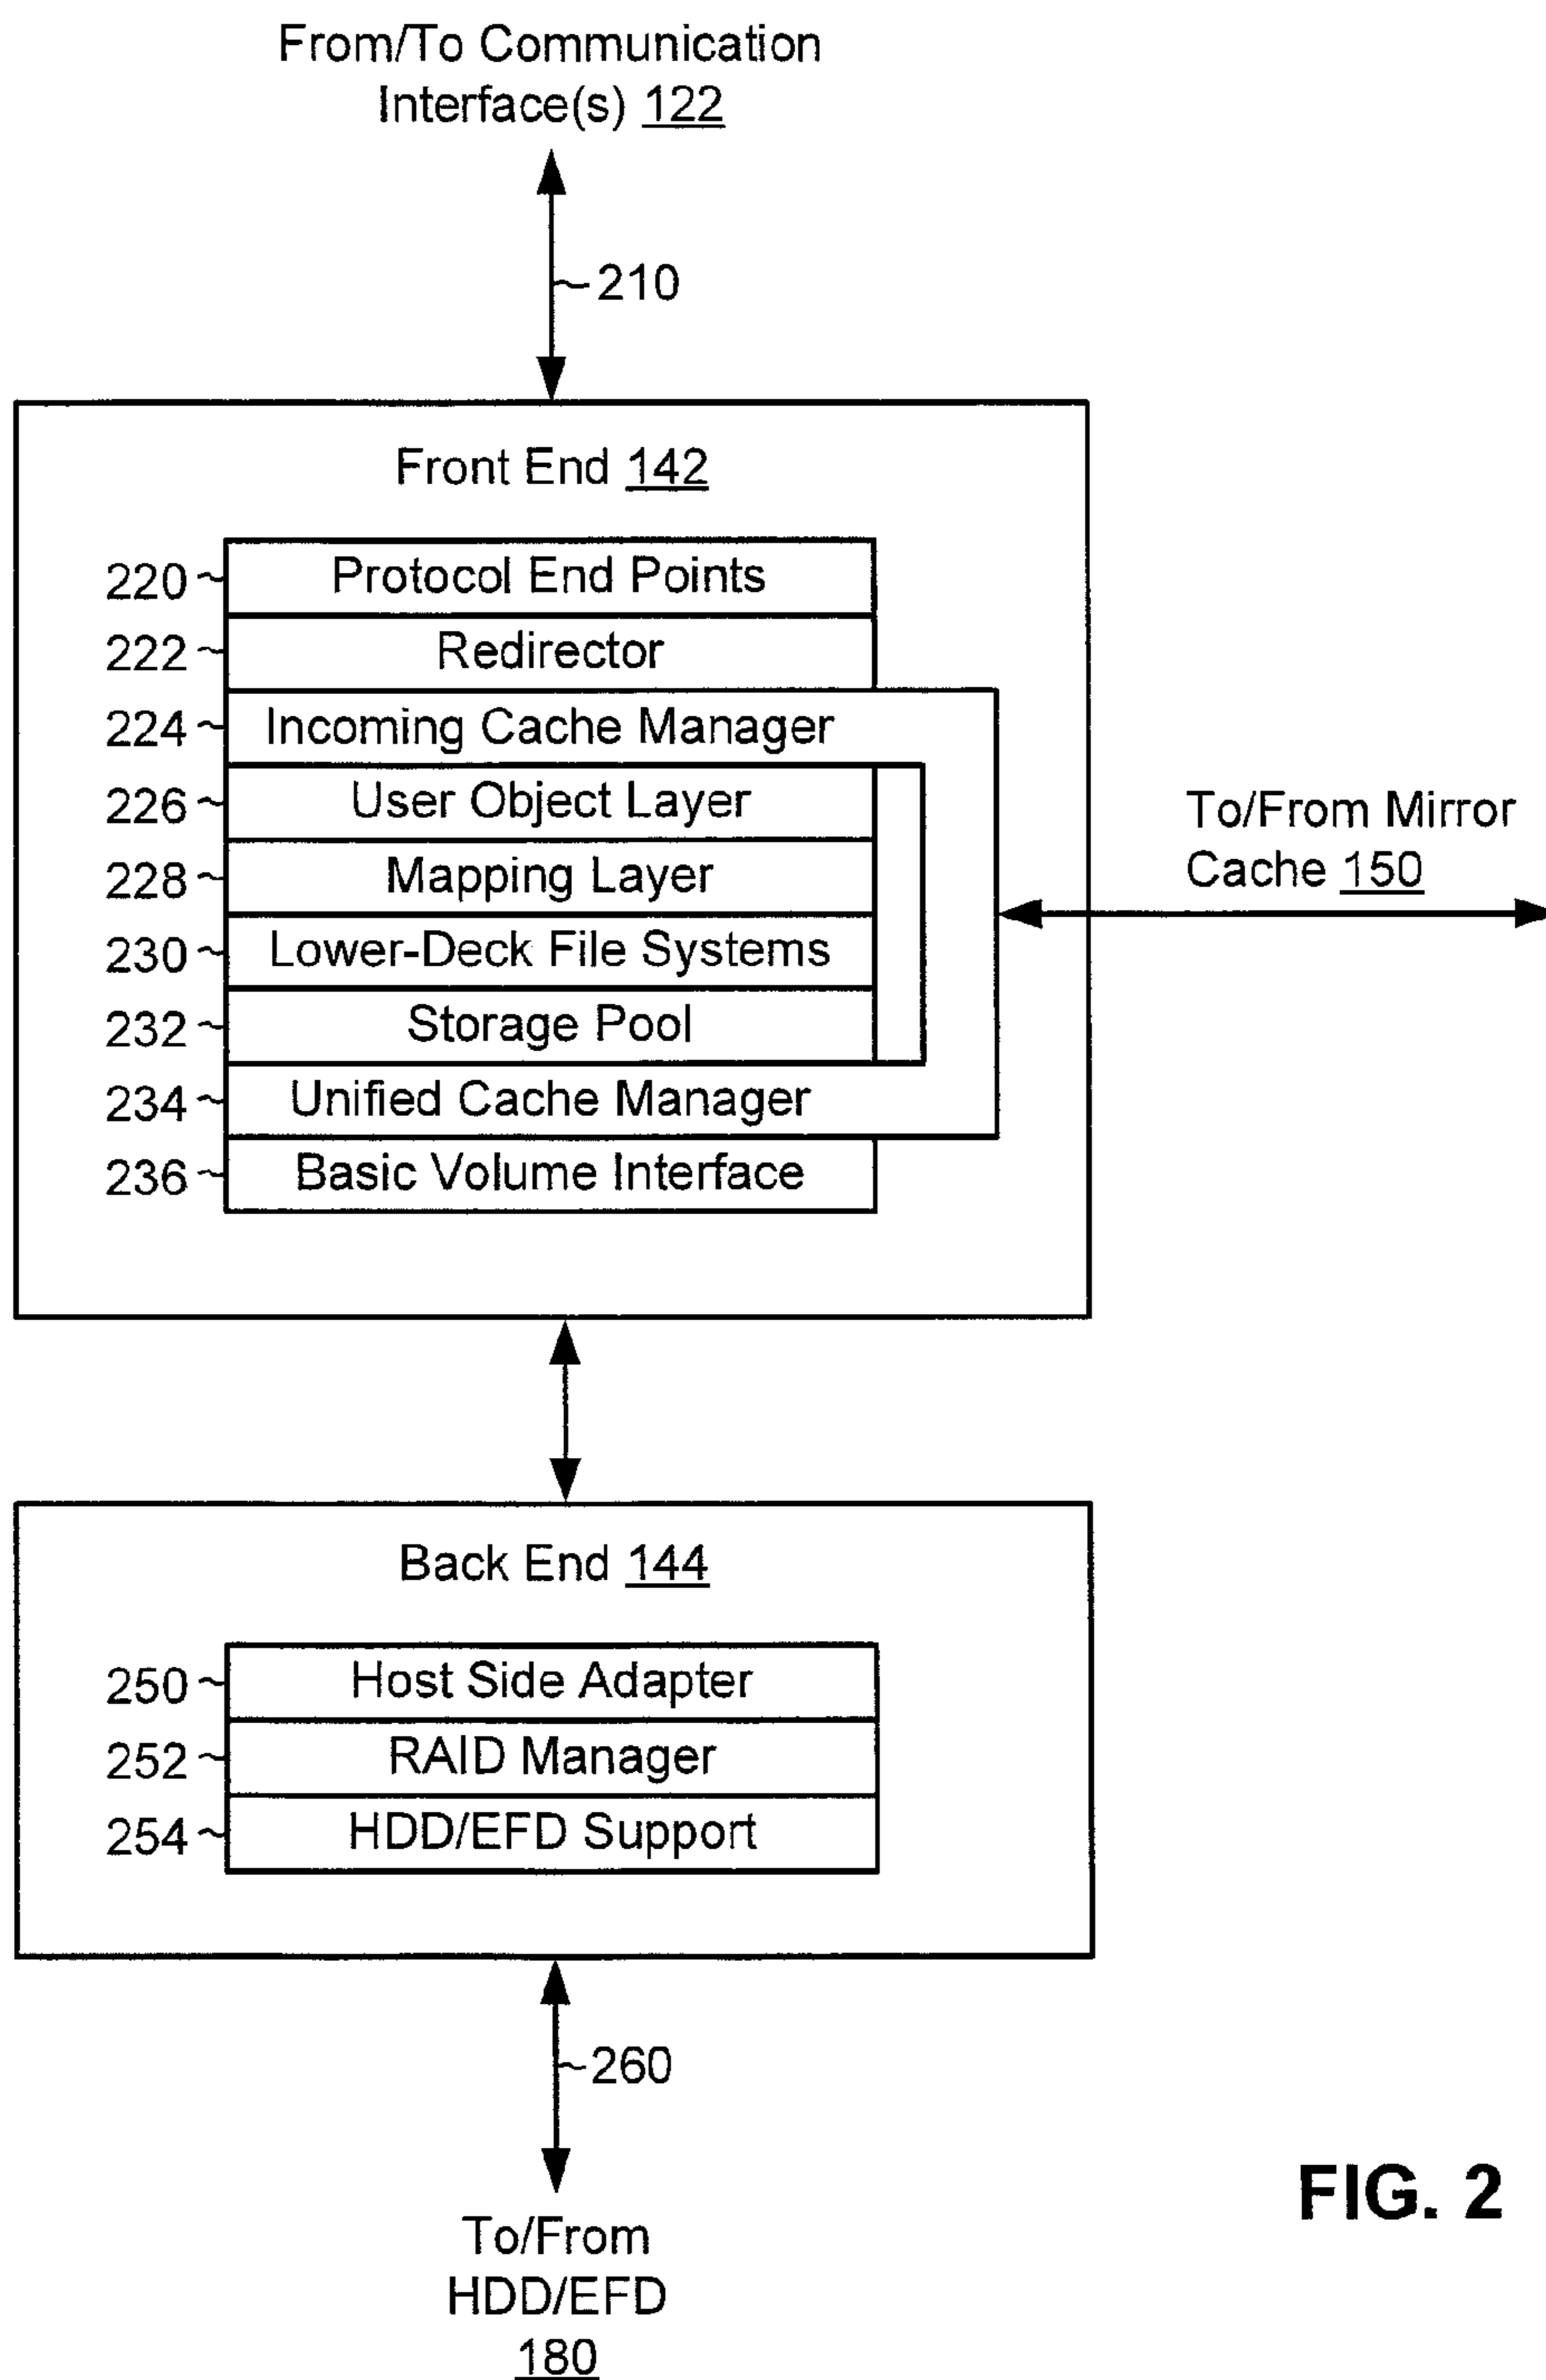 From/To Communication
Interface(s) 122
210
Front End 142
220 Protocol End Points
222 Redirector
224 Incoming Cache Manager
226 User Object Layer
228 Mapping Layer
230 Lower-Deck File Systems
232 Storage Pool
234 Unified Cache Manager
236 Basic Volume Interface
To/From Mirror
Cache 150
Back End 144
250 Host Side Adapter
252 RAID Manager
254 HDD/EFD Support
260
To/From
HDD/EFD
180
FIG. 2